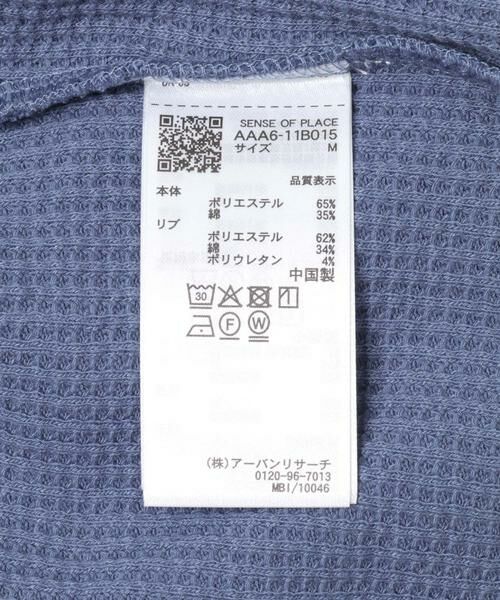 SENSE OF PLACE
AAA6-11B015
サイズ M
品質表示
本体
ポリエステル 65%
綿 35%
リブ
ポリエステル 62%
綿 34%
ポリウレタン 4%
中国製
30
F W
(株)アーバンリサーチ
0120-96-7013
MBI/10046